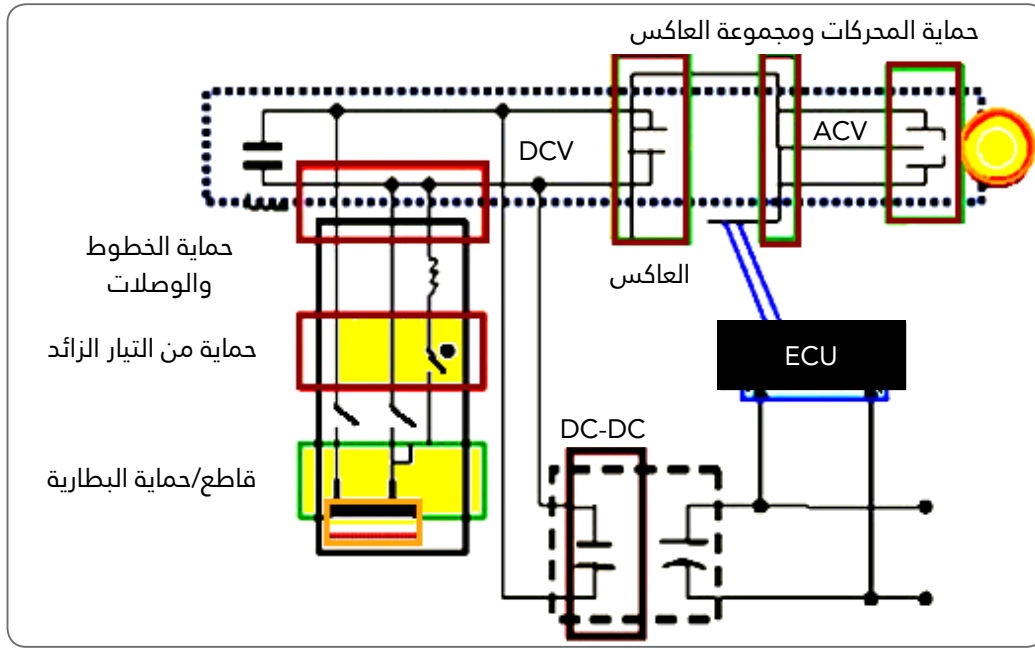 حماية المحركات ومجموعة العاكس
DCV
ACV
حماية الخطوط
والوصلات
العاكس
حماية من التيار الزائد
ECU
DC-DC
قاطع/حماية البطارية